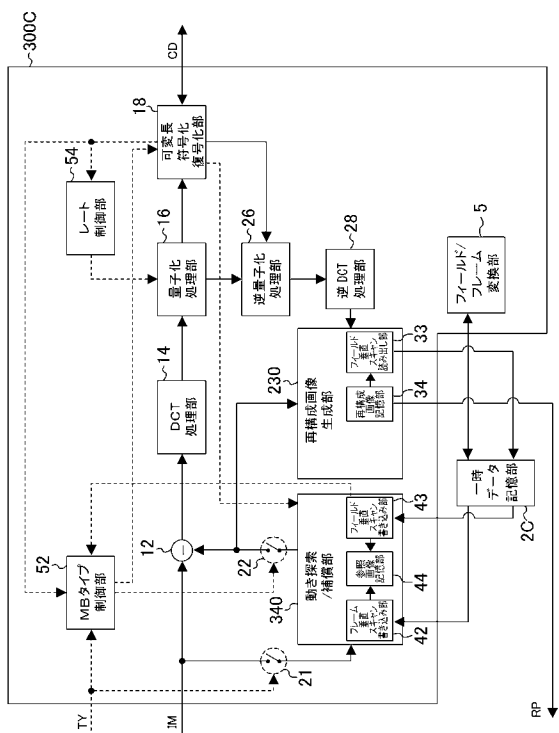 300C
TY
IM
CD
RP
52
MBタイプ
制御部
54
レート
制御部
12
14
DCT処理部
16
量子化
処理部
18
可変長
符号化
復号化部
26
逆量子化
処理部
28
逆DCT
処理部
21
22
340
動き探索
/補償部
42
フレーム
垂直
スキャン
書き込み部
44
参照
画像
記憶部
43
フィールド
垂直
スキャン
書き込み部
230
再構成画像
生成部
34
再構成
画像
記憶部
33
フィールド
垂直
スキャン
読み出し部
2C
一時
データ
記憶部
5
フィールド/
フレーム
変換部